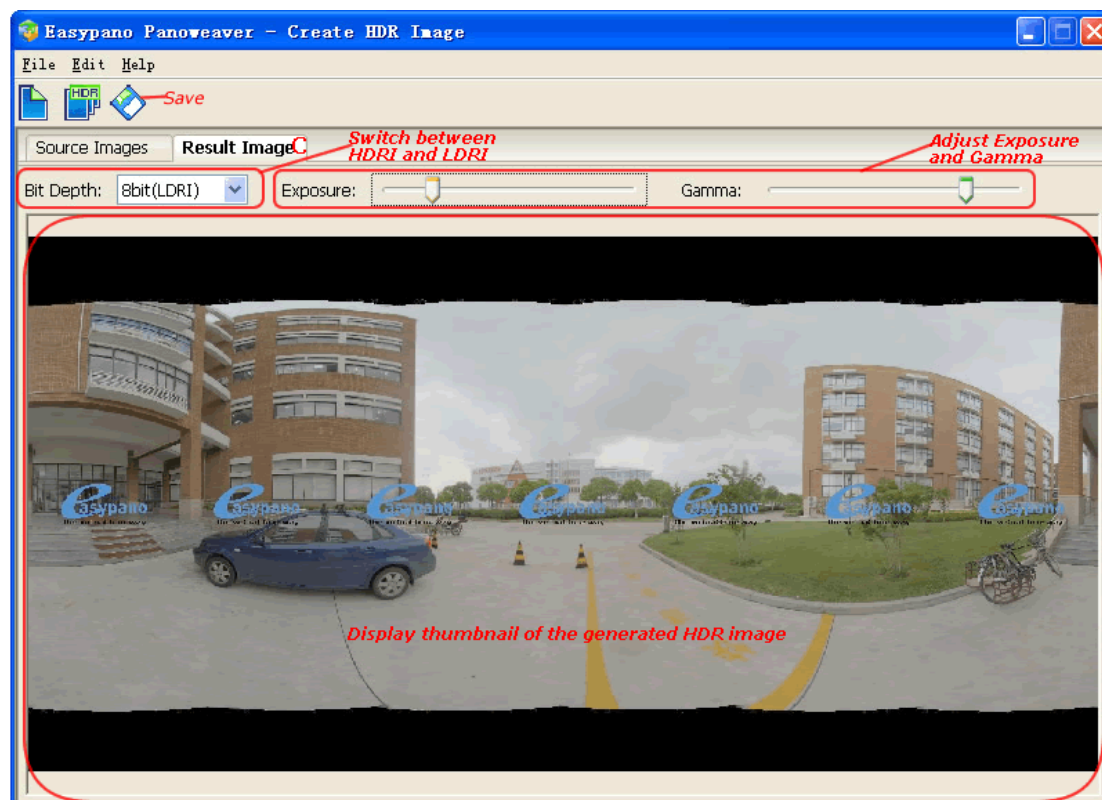 Easypano Panoweaver - Create HDR Image
File Edit Help
HDR
Save
Source Images
Result Image
C
Switch between
HDRI and LDRI
Adjust Exposure
and Gamma
Bit Depth: 8bit(LDRI)
Exposure:
Gamma:
easypano easypano easypano easypano easypano easypano easypano
Display thumbnail of the generated HDR image